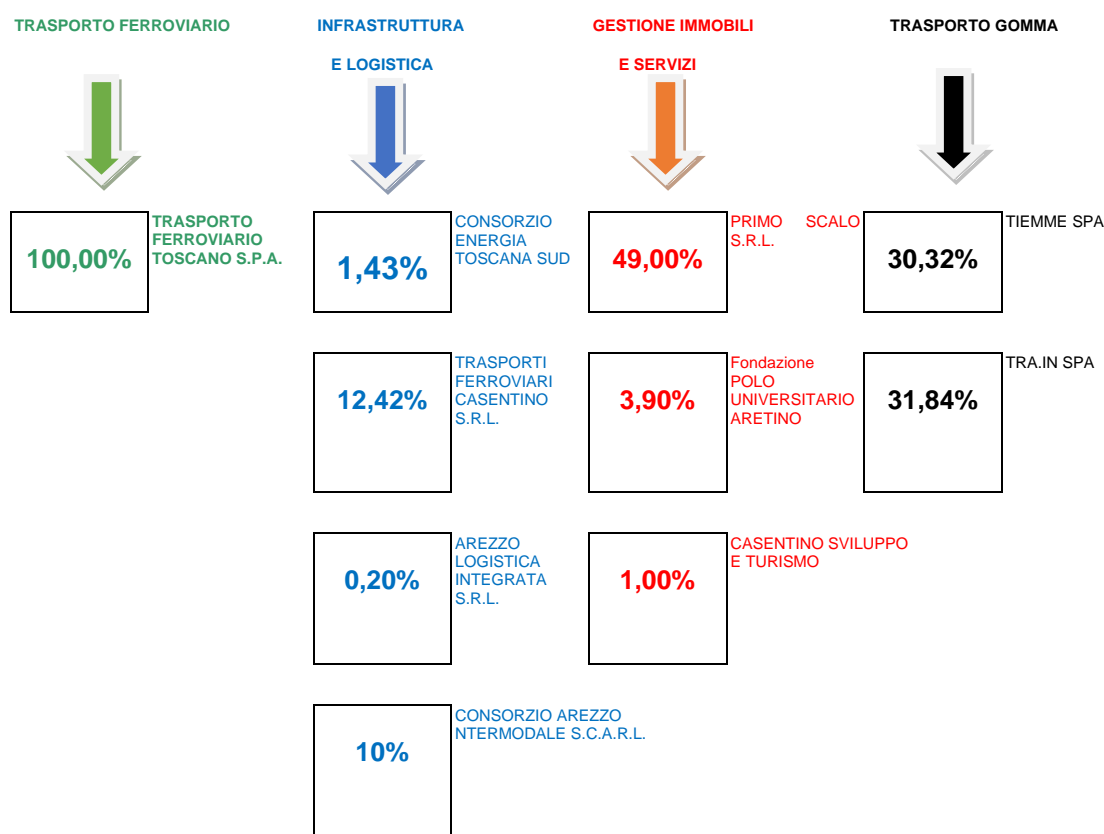 TRASPORTO FERROVIARIO
INFRASTRUTTURA
E LOGISTICA
GESTIONE IMMOBILI
E SERVIZI
TRASPORTO GOMMA
100,00%
TRASPORTO
FERROVIARIO
TOSCANO S.P.A.
1,43%
CONSORZIO
ENERGIA
TOSCANA SUD
49,00%
PRIMO SCALO
S.R.L.
30,32%
TIEMME SPA
12,42%
TRASPORTI
FERROVIARI
CASENTINO
S.R.L.
3,90%
Fondazione
POLO
UNIVERSITARIO
ARETINO
31,84%
TRA.IN SPA
0,20%
AREZZO
LOGISTICA
INTEGRATA
S.R.L.
1,00%
CASENTINO SVILUPPO
E TURISMO
10%
CONSORZIO AREZZO
NTERMODALE S.C.A.R.L.